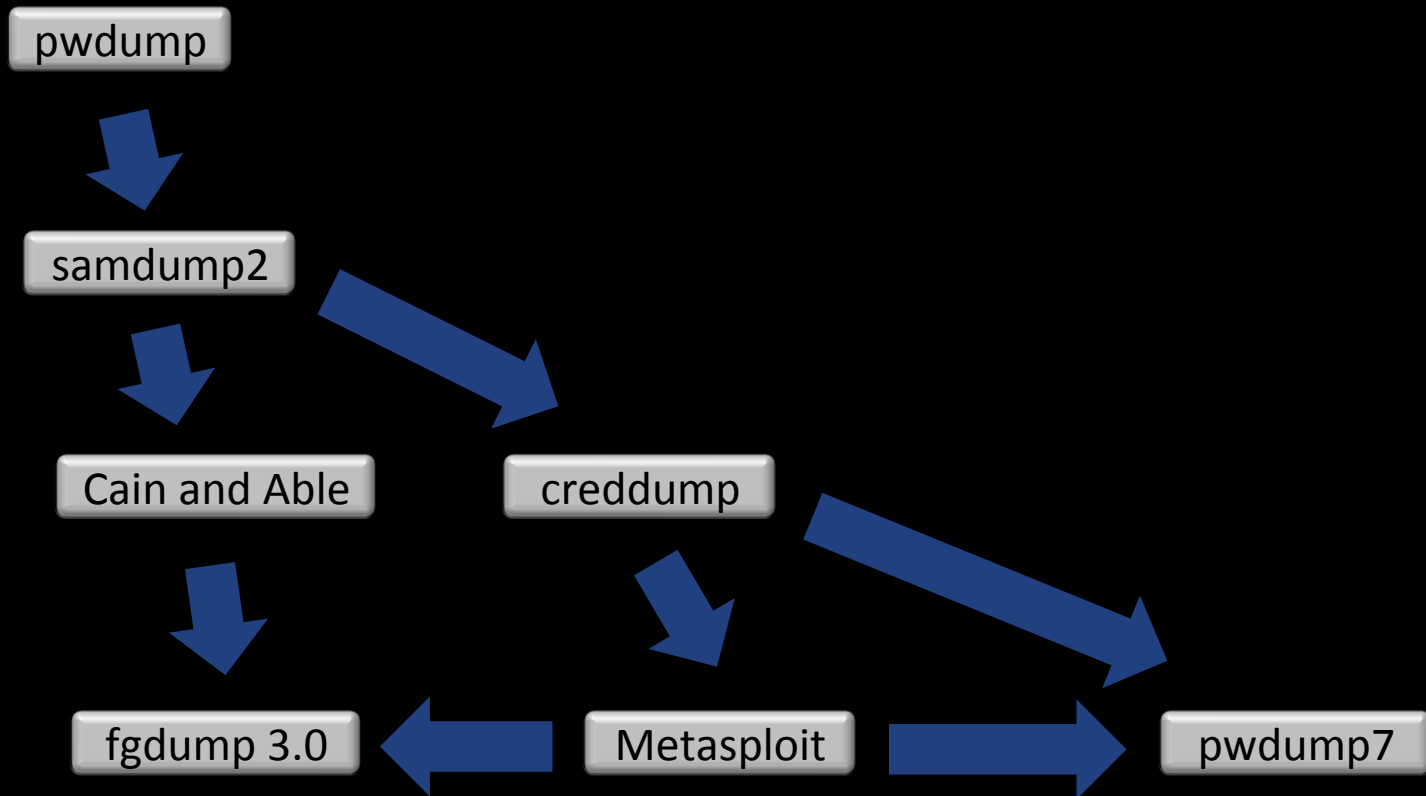 pwdump
samdump2
Cain and Able
creddump
fgdump 3.0
Metasploit
pwdump7